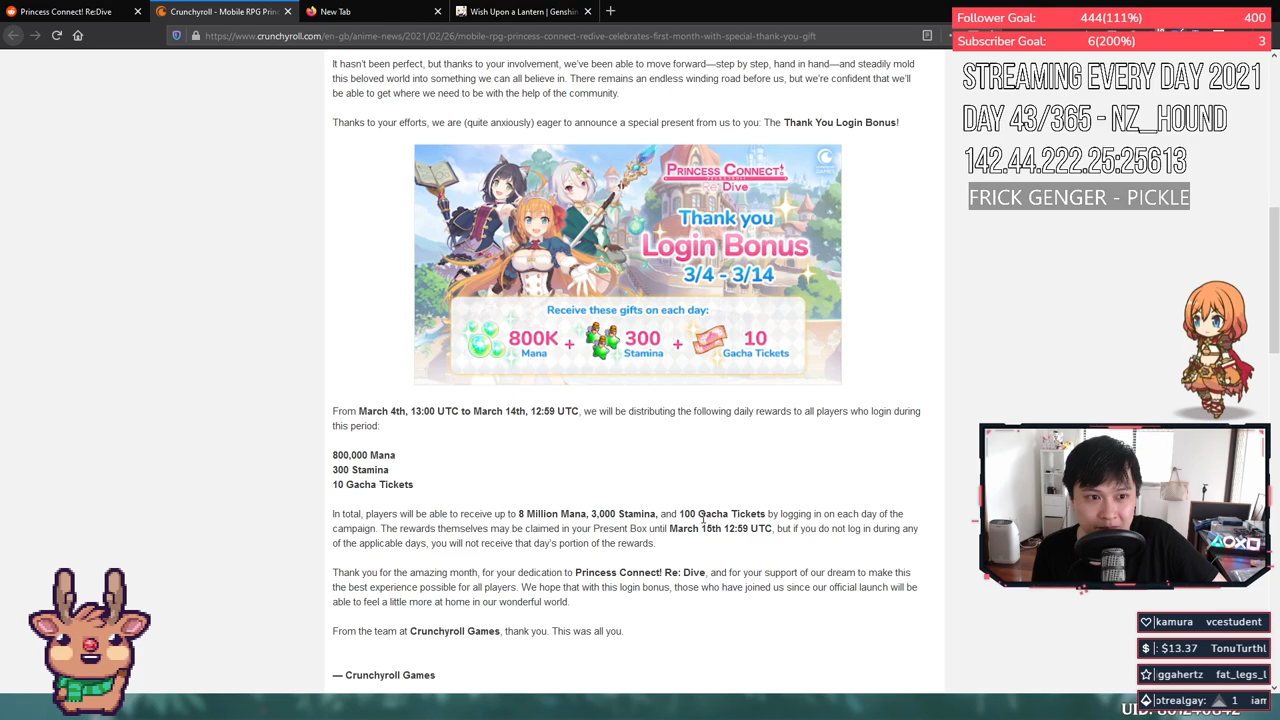 Princess Connect! Re:Dive
Crunchyroll - Mobile RPG Princ
New Tab
Wish Upon a Lantern | Genshin
https://www.crunchyroll.com/en-gb/anime-news/2021/02/26/mobile-rpg-princess-connect-redive-celebrates-first-month-with-special-thank-you-gift
Follower Goal: 444(111%) 400
Subscriber Goal: 6(200%) 3
STREAMING EVERY DAY 2021
DAY 43/365 - NZ_HOUND
142.44.222.25:25613
FRICK GENGER - PICKLE
It hasn't been perfect, but thanks to your involvement, we've been able to move forward—step by step, hand in hand—and steadily mold
this beloved world into something we can all believe in. There remains an endless winding road before us, but we're confident that we'll
be able to get where we need to be with the help of the community.
Thanks to your efforts, we are (quite anxiously) eager to announce a special present from us to you: The Thank You Login Bonus!
PRINCESS CONNECT!
Re:Dive
Thank you
Login Bonus
3/4 - 3/14
Receive these gifts on each day:
800K Mana + 300 Stamina + 10 Gacha Tickets
From March 4th, 13:00 UTC to March 14th, 12:59 UTC, we will be distributing the following daily rewards to all players who login during
this period:
800,000 Mana
300 Stamina
10 Gacha Tickets
In total, players will be able to receive up to 8 Million Mana, 3,000 Stamina, and 100 Gacha Tickets by logging in on each day of the
campaign. The rewards themselves may be claimed in your Present Box until March 15th 12:59 UTC, but if you do not log in during any
of the applicable days, you will not receive that day's portion of the rewards.
Thank you for the amazing month, for your dedication to Princess Connect! Re: Dive, and for your support of our dream to make this
the best experience possible for all players. We hope that with this login bonus, those who have joined us since our official launch will be
able to feel a little more at home in our wonderful world.
From the team at Crunchyroll Games, thank you. This was all you.
— Crunchyroll Games
kamura vcestudent
: $13.37 TonuTurthl
ggahertz fat_legs_l
ptrealgay: 1 iam